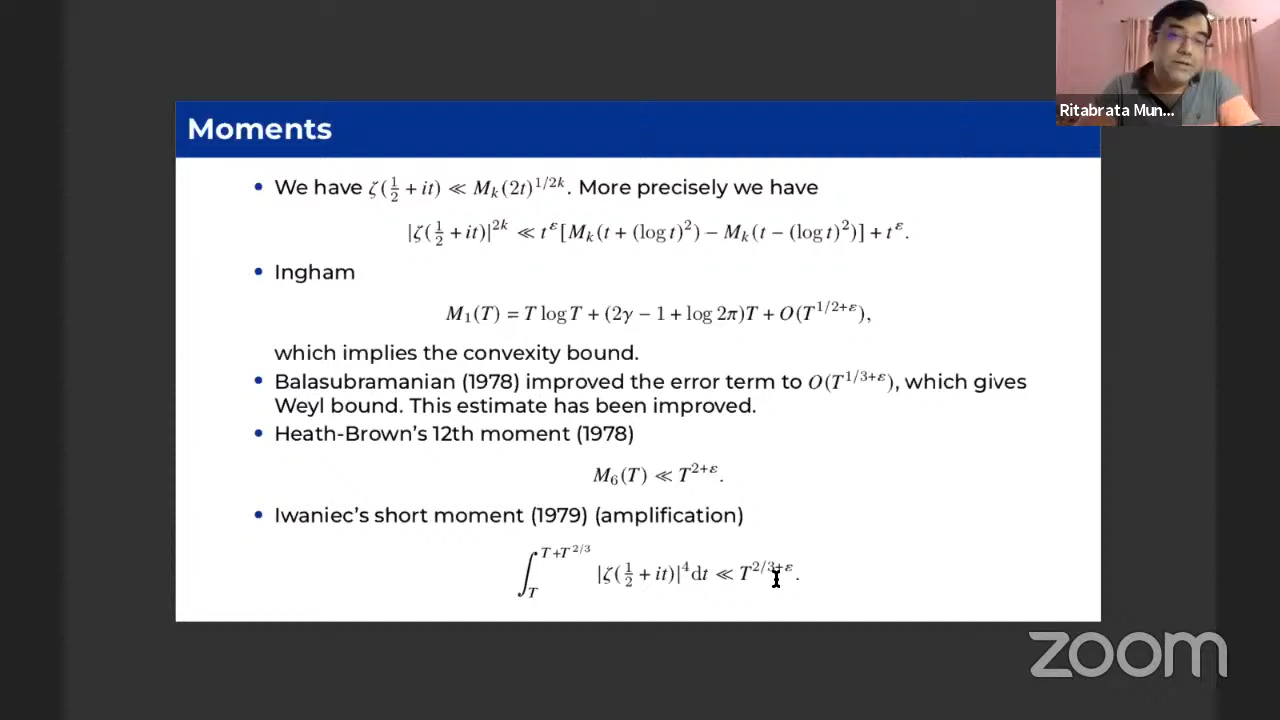 Ritabrata Mun...
Moments
• We have ζ(½ + it) ≪ M_k(2t)^{1/2k}. More precisely we have
|ζ(½ + it)|^{2k} ≪ t^ε[M_k(t + (log t)²) − M_k(t − (log t)²)] + t^ε.
• Ingham
M₁(T) = T log T + (2γ − 1 + log 2π)T + O(T^{1/2+ε}),
which implies the convexity bound.
• Balasubramanian (1978) improved the error term to O(T^{1/3+ε}), which gives
Weyl bound. This estimate has been improved.
• Heath-Brown's 12th moment (1978)
M₆(T) ≪ T^{2+ε}.
• Iwaniec's short moment (1979) (amplification)
∫_T^{T+T^{2/3}} |ζ(½ + it)|⁴dt ≪ T^{2/3+ε}.
zoom